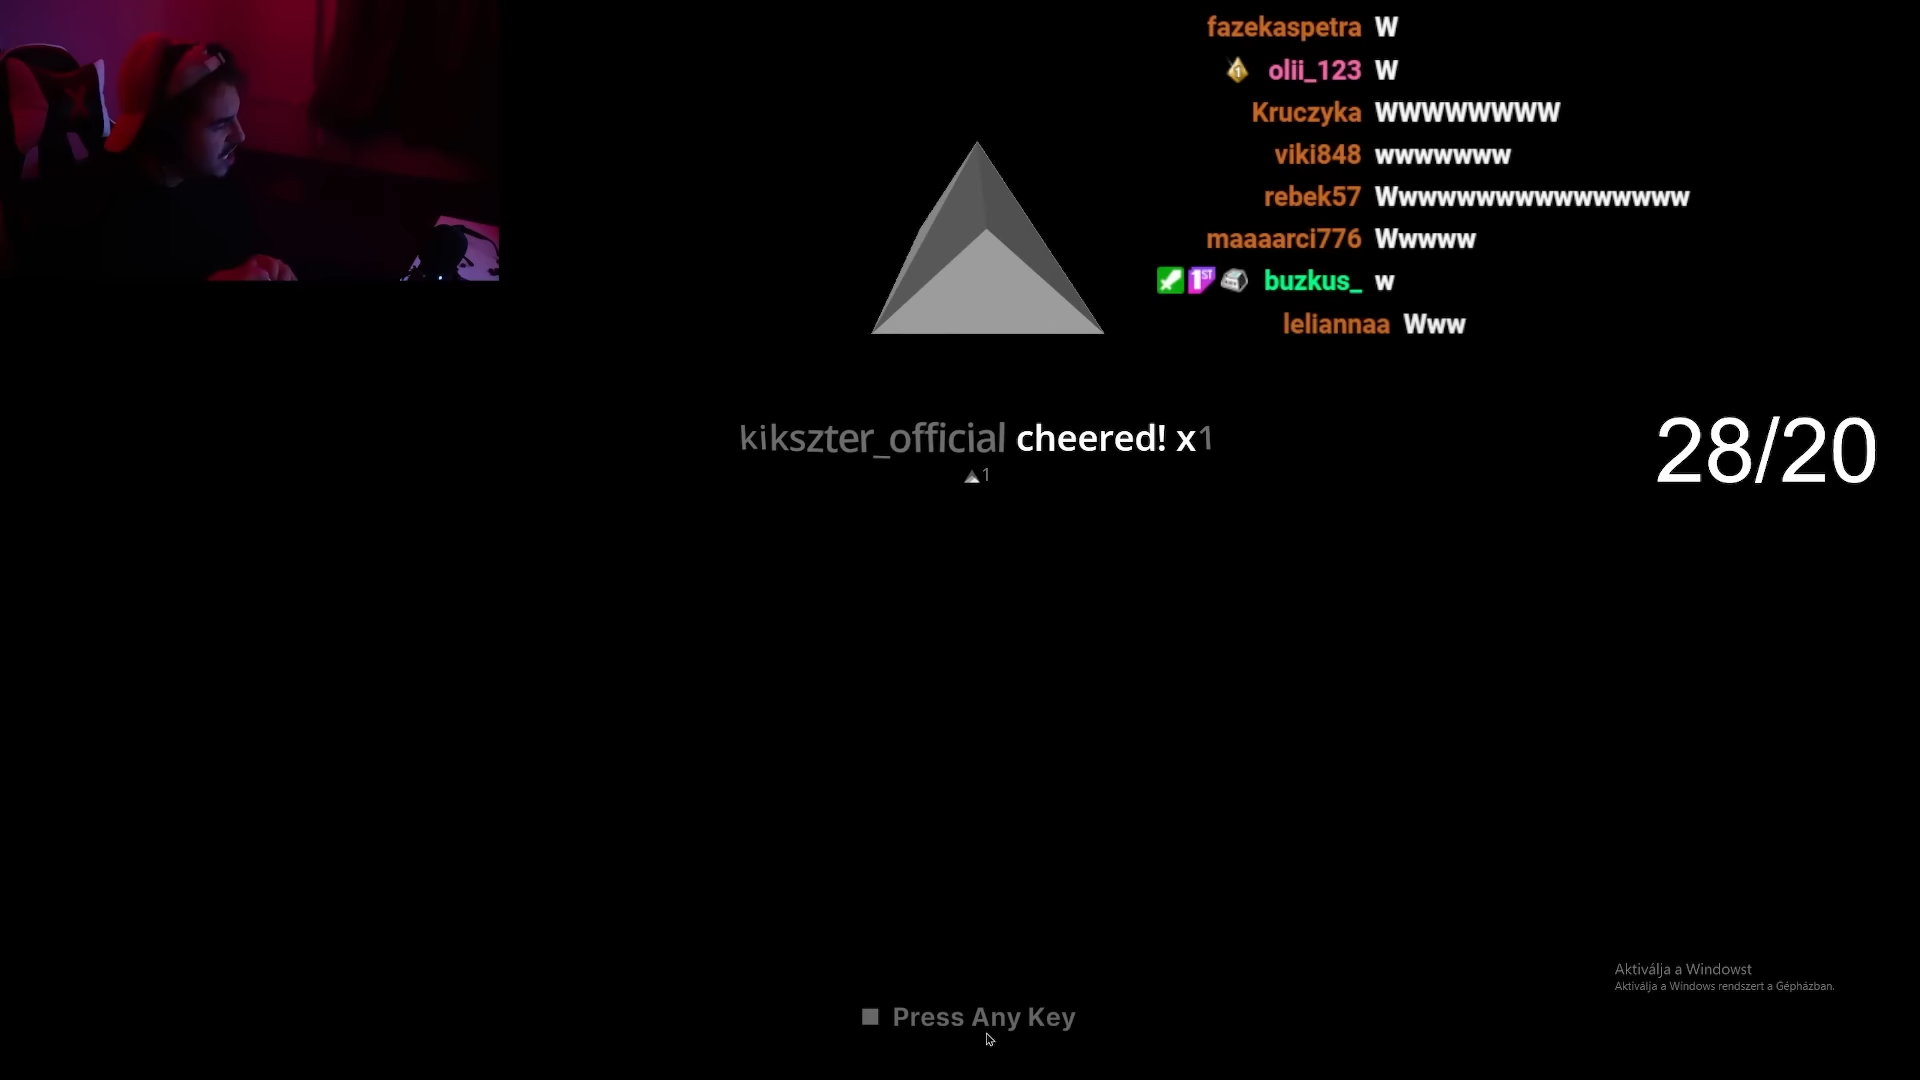 fazekaspetra W
olii_123 W
Kruczyka WWWWWWWW
viki848 wwwwwww
rebek57 Wwwwwwwwwwwwwwww
maaaarci776 Wwwww
1ST buzkus_ w
leliannaa Www
kikszter_official cheered! x1
1
28/20
Aktiválja a Windowst
Aktiválja a Windows rendszert a Gépházban.
Press Any Key